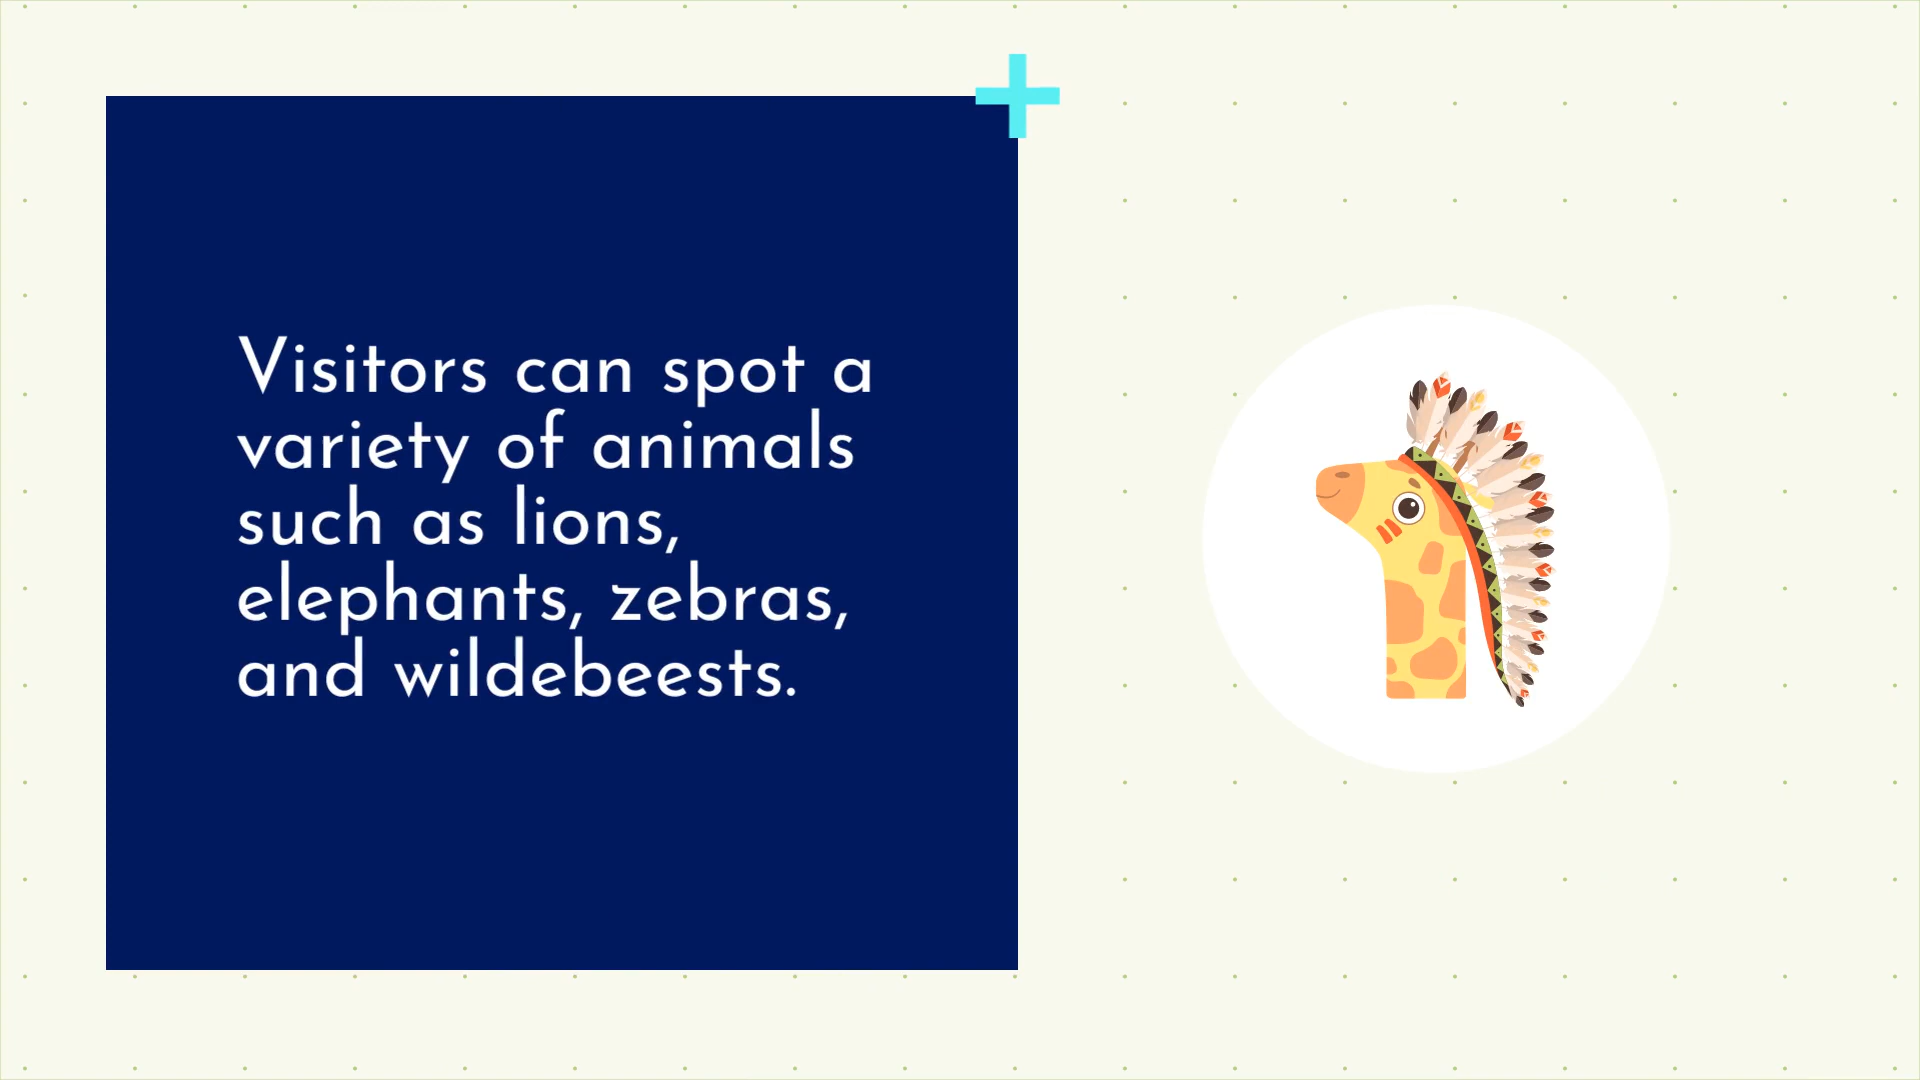 Visitors can spot a
variety of animals
such as lions,
elephants, zebras,
and wildebeests.